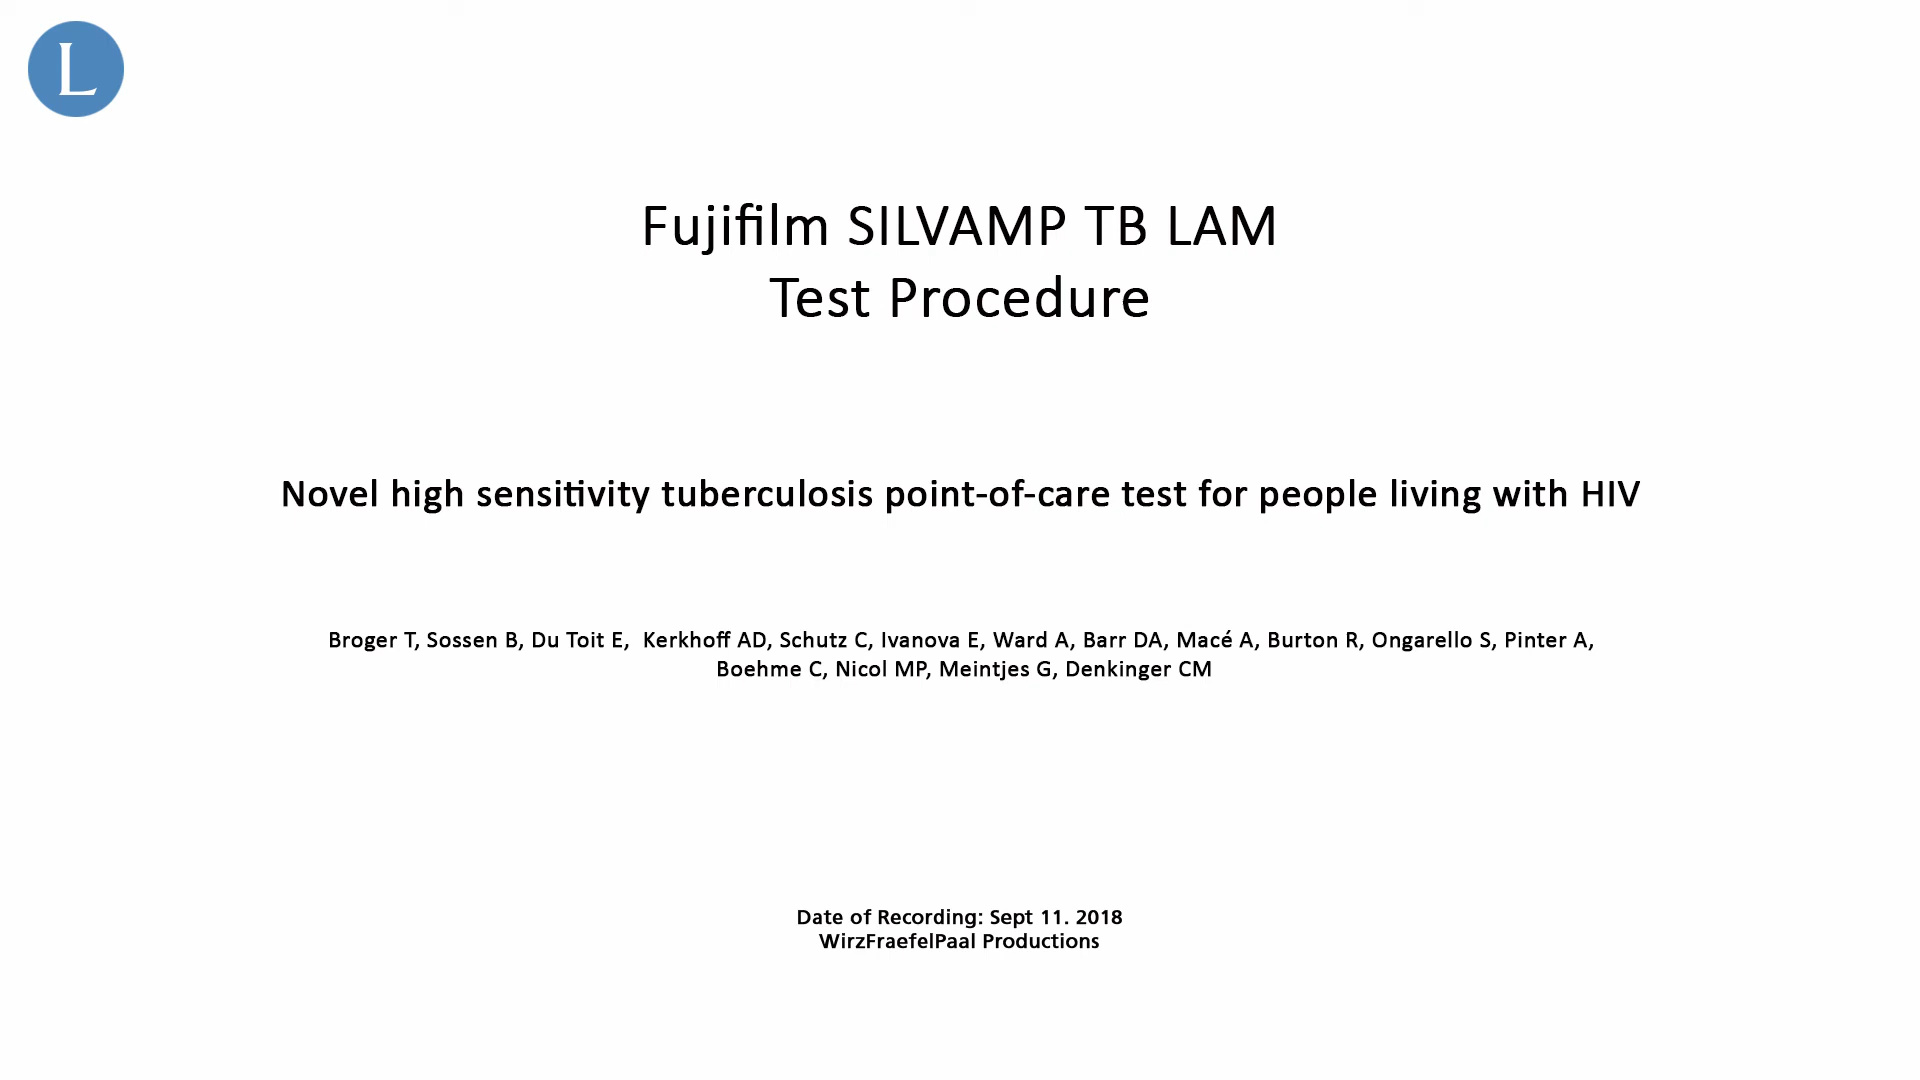 L
Fujifilm SILVAMP TB LAM
Test Procedure
Novel high sensitivity tuberculosis point-of-care test for people living with HIV
Broger T, Sossen B, Du Toit E,  Kerkhoff AD, Schutz C, Ivanova E, Ward A, Barr DA, Macé A, Burton R, Ongarello S, Pinter A,
Boehme C, Nicol MP, Meintjes G, Denkinger CM
Date of Recording: Sept 11. 2018
WirzFraefelPaal Productions